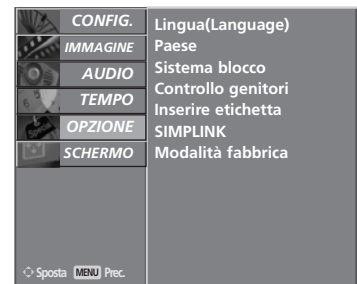 CONFIG.
IMMAGINE
AUDIO
TEMPO
OPZIONE
SCHERMO
Lingua(Language)
Paese
Sistema blocco
Controllo genitori
Inserire etichetta
SIMPLINK
Modalità fabbrica
Sposta MENU Prec.